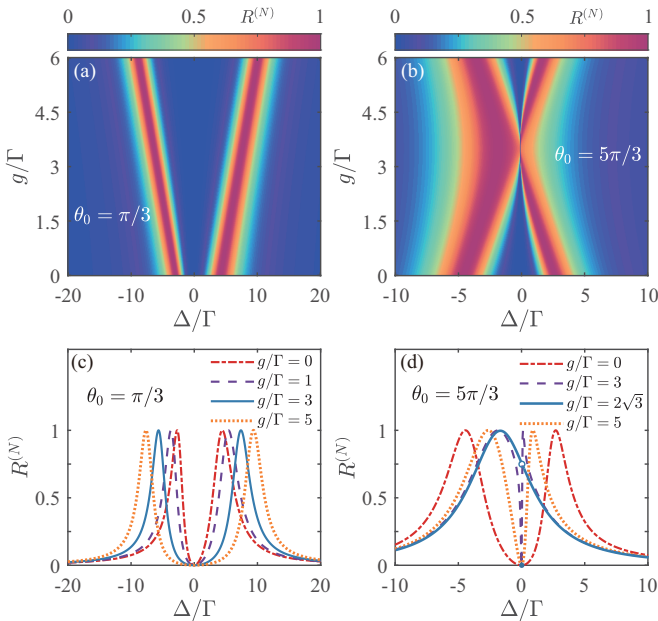 0 0.5 R^(N) 1
0 0.5 R^(N) 1
(a)
θ₀ = π/3
g/Γ
6
4.5
3
1.5
0
-20 -10 0 10 20
Δ/Γ
(b)
θ₀ = 5π/3
g/Γ
6
4.5
3
1.5
0
-10 -5 0 5 10
Δ/Γ
(c)
θ₀ = π/3
g/Γ = 0
g/Γ = 1
g/Γ = 3
g/Γ = 5
R^(N)
1
0.5
0
-20 -10 0 10 20
Δ/Γ
(d)
θ₀ = 5π/3
g/Γ = 0
g/Γ = 3
g/Γ = 2√3
g/Γ = 5
R^(N)
1
0.5
0
-10 -5 0 5 10
Δ/Γ